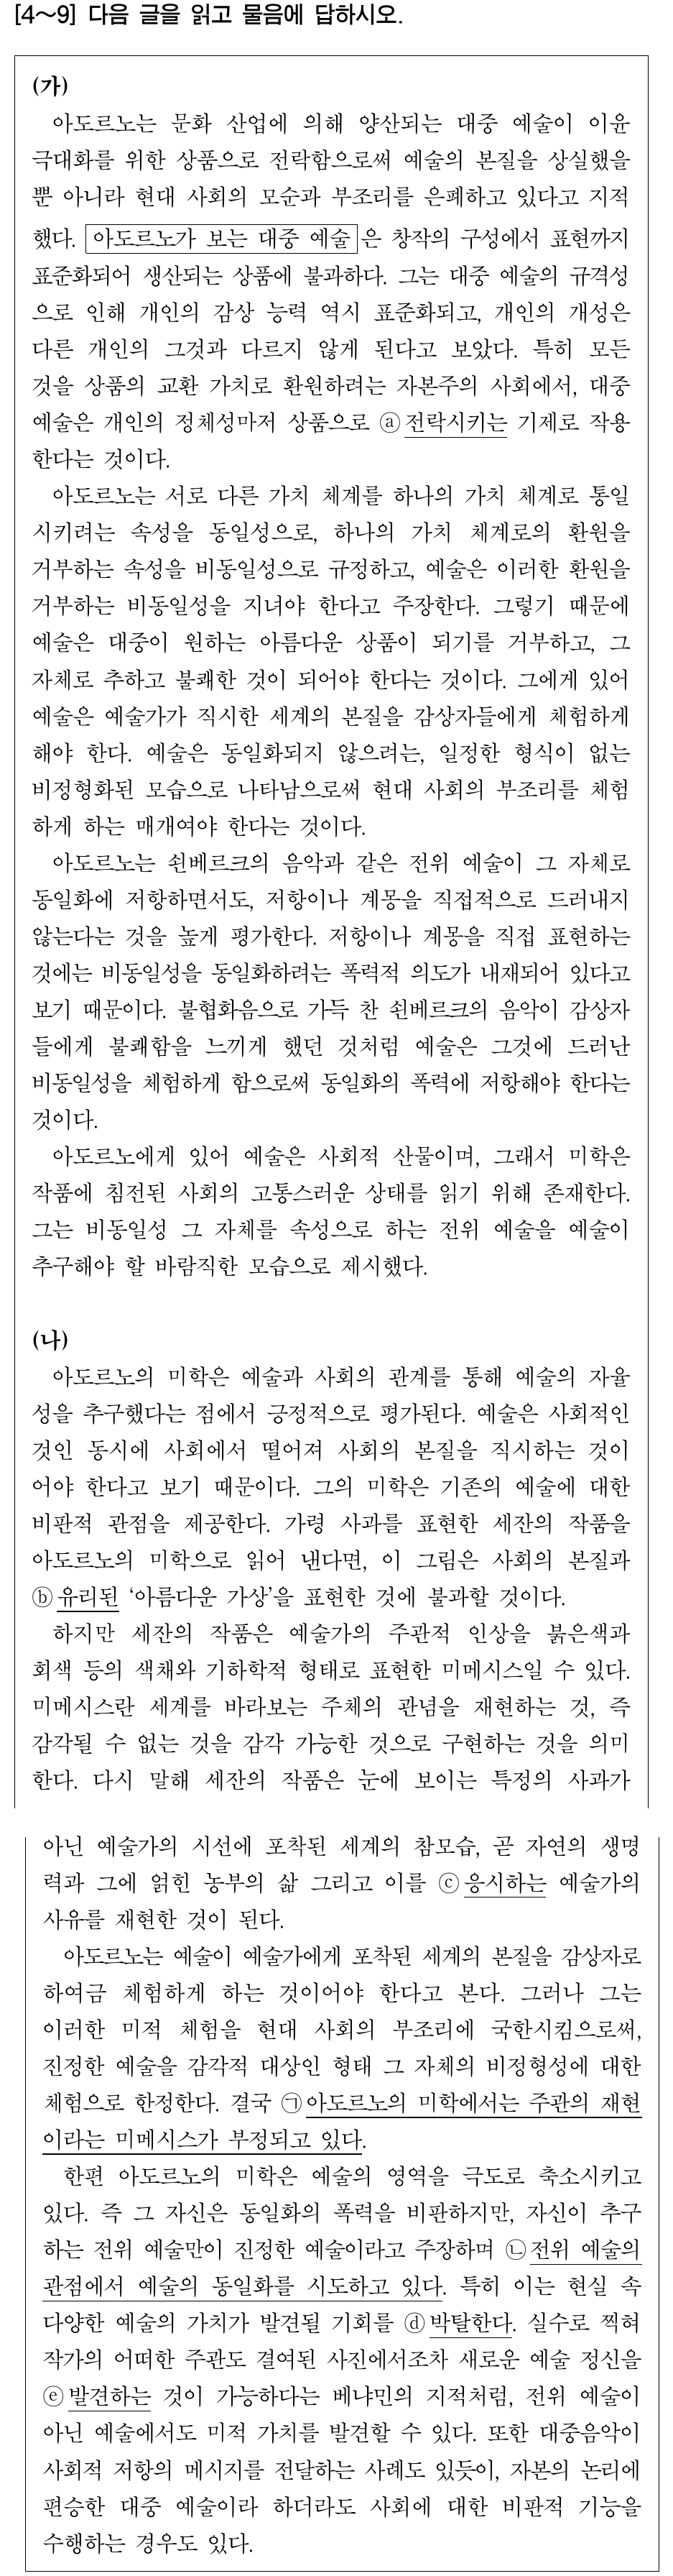 [4～9] 다음 글을 읽고 물음에 답하시오.
(가)
아도르노는 문화 산업에 의해 양산되는 대중 예술이 이윤
극대화를 위한 상품으로 전락함으로써 예술의 본질을 상실했을
뿐 아니라 현대 사회의 모순과 부조리를 은폐하고 있다고 지적
했다. 아도르노가 보는 대중 예술은 창작의 구성에서 표현까지
표준화되어 생산되는 상품에 불과하다. 그는 대중 예술의 규격성
으로 인해 개인의 감상 능력 역시 표준화되고, 개인의 개성은
다른 개인의 그것과 다르지 않게 된다고 보았다. 특히 모든
것을 상품의 교환 가치로 환원하려는 자본주의 사회에서, 대중
예술은 개인의 정체성마저 상품으로 ⓐ전락시키는 기제로 작용
한다는 것이다.
아도르노는 서로 다른 가치 체계를 하나의 가치 체계로 통일
시키려는 속성을 동일성으로, 하나의 가치 체계로의 환원을
거부하는 속성을 비동일성으로 규정하고, 예술은 이러한 환원을
거부하는 비동일성을 지녀야 한다고 주장한다. 그렇기 때문에
예술은 대중이 원하는 아름다운 상품이 되기를 거부하고, 그
자체로 추하고 불쾌한 것이 되어야 한다는 것이다. 그에게 있어
예술은 예술가가 직시한 세계의 본질을 감상자들에게 체험하게
해야 한다. 예술은 동일화되지 않으려는, 일정한 형식이 없는
비정형화된 모습으로 나타남으로써 현대 사회의 부조리를 체험
하게 하는 매개여야 한다는 것이다.
아도르노는 쇤베르크의 음악과 같은 전위 예술이 그 자체로
동일화에 저항하면서도, 저항이나 계몽을 직접적으로 드러내지
않는다는 것을 높게 평가한다. 저항이나 계몽을 직접 표현하는
것에는 비동일성을 동일화하려는 폭력적 의도가 내재되어 있다고
보기 때문이다. 불협화음으로 가득 찬 쇤베르크의 음악이 감상자
들에게 불쾌함을 느끼게 했던 것처럼 예술은 그것에 드러난
비동일성을 체험하게 함으로써 동일화의 폭력에 저항해야 한다는
것이다.
아도르노에게 있어 예술은 사회적 산물이며, 그래서 미학은
작품에 침전된 사회의 고통스러운 상태를 읽기 위해 존재한다.
그는 비동일성 그 자체를 속성으로 하는 전위 예술을 예술이
추구해야 할 바람직한 모습으로 제시했다.
(나)
아도르노의 미학은 예술과 사회의 관계를 통해 예술의 자율
성을 추구했다는 점에서 긍정적으로 평가된다. 예술은 사회적인
것인 동시에 사회에서 떨어져 사회의 본질을 직시하는 것이
어야 한다고 보기 때문이다. 그의 미학은 기존의 예술에 대한
비판적 관점을 제공한다. 가령 사과를 표현한 세잔의 작품을
아도르노의 미학으로 읽어 낸다면, 이 그림은 사회의 본질과
ⓑ유리된 ‘아름다운 가상’을 표현한 것에 불과할 것이다.
하지만 세잔의 작품은 예술가의 주관적 인상을 붉은색과
회색 등의 색채와 기하학적 형태로 표현한 미메시스일 수 있다.
미메시스란 세계를 바라보는 주체의 관념을 재현하는 것, 즉
감각될 수 없는 것을 감각 가능한 것으로 구현하는 것을 의미
한다. 다시 말해 세잔의 작품은 눈에 보이는 특정의 사과가
아닌 예술가의 시선에 포착된 세계의 참모습, 곧 자연의 생명
력과 그에 얽힌 농부의 삶 그리고 이를 ⓒ응시하는 예술가의
사유를 재현한 것이 된다.
아도르노는 예술이 예술가에게 포착된 세계의 본질을 감상자로
하여금 체험하게 하는 것이어야 한다고 본다. 그러나 그는
이러한 미적 체험을 현대 사회의 부조리에 국한시킴으로써,
진정한 예술을 감각적 대상인 형태 그 자체의 비정형성에 대한
체험으로 한정한다. 결국 ㉠아도르노의 미학에서는 주관의 재현
이라는 미메시스가 부정되고 있다.
한편 아도르노의 미학은 예술의 영역을 극도로 축소시키고
있다. 즉 그 자신은 동일화의 폭력을 비판하지만, 자신이 추구
하는 전위 예술만이 진정한 예술이라고 주장하며 ㉡전위 예술의
관점에서 예술의 동일화를 시도하고 있다. 특히 이는 현실 속
다양한 예술의 가치가 발견될 기회를 ⓓ박탈한다. 실수로 찍혀
작가의 어떠한 주관도 결여된 사진에서조차 새로운 예술 정신을
ⓔ발견하는 것이 가능하다는 베냐민의 지적처럼, 전위 예술이
아닌 예술에서도 미적 가치를 발견할 수 있다. 또한 대중음악이
사회적 저항의 메시지를 전달하는 사례도 있듯이, 자본의 논리에
편승한 대중 예술이라 하더라도 사회에 대한 비판적 기능을
수행하는 경우도 있다.